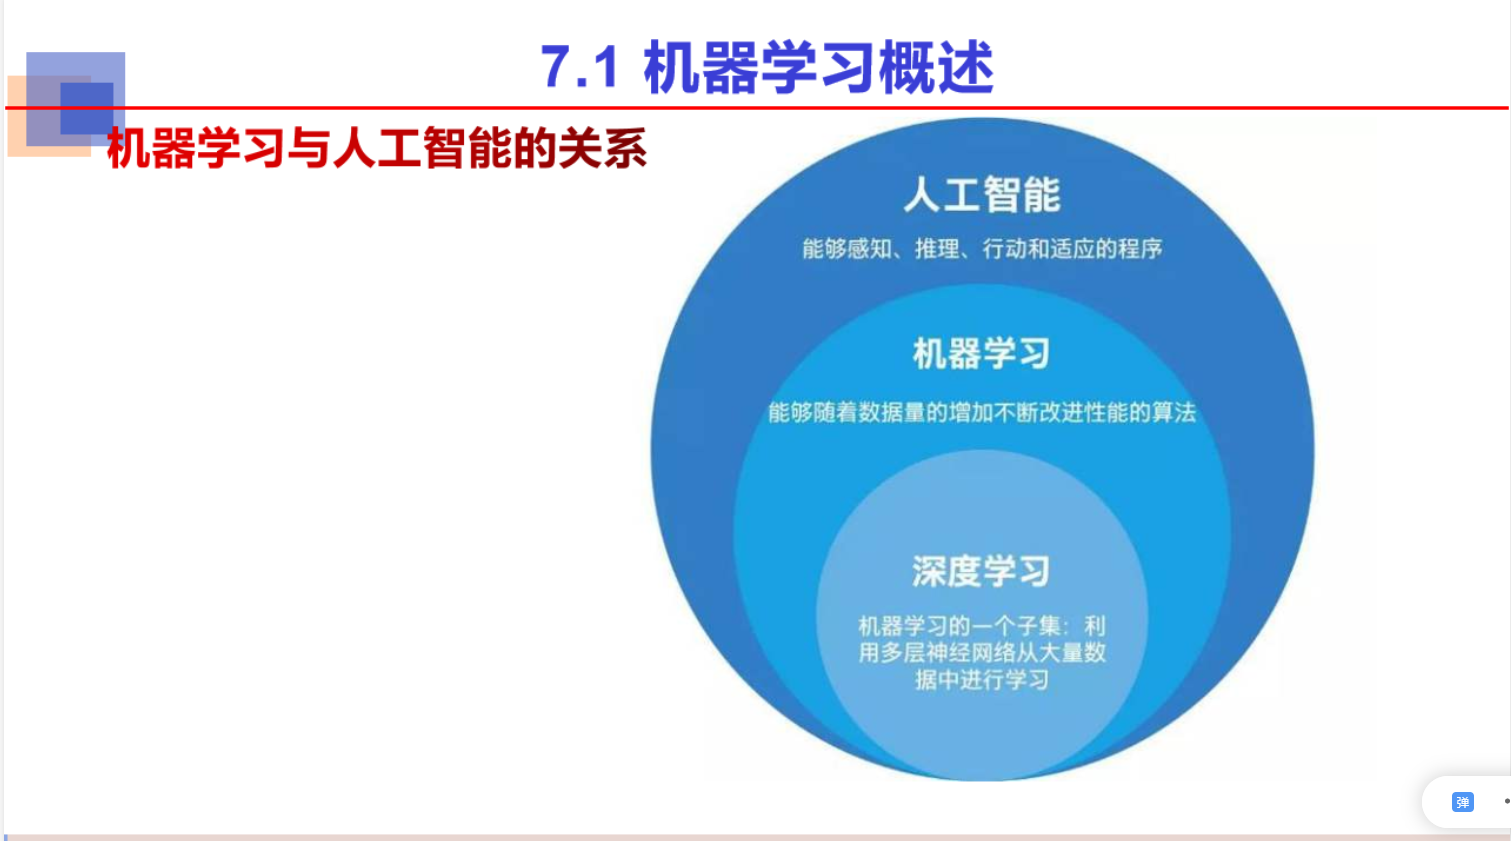 7.1 机器学习概述
机器学习与人工智能的关系
人工智能
能够感知、推理、行动和适应的程序
机器学习
能够随着数据量的增加不断改进性能的算法
深度学习
机器学习的一个子集：利
用多层神经网络从大量数
据中进行学习
弹